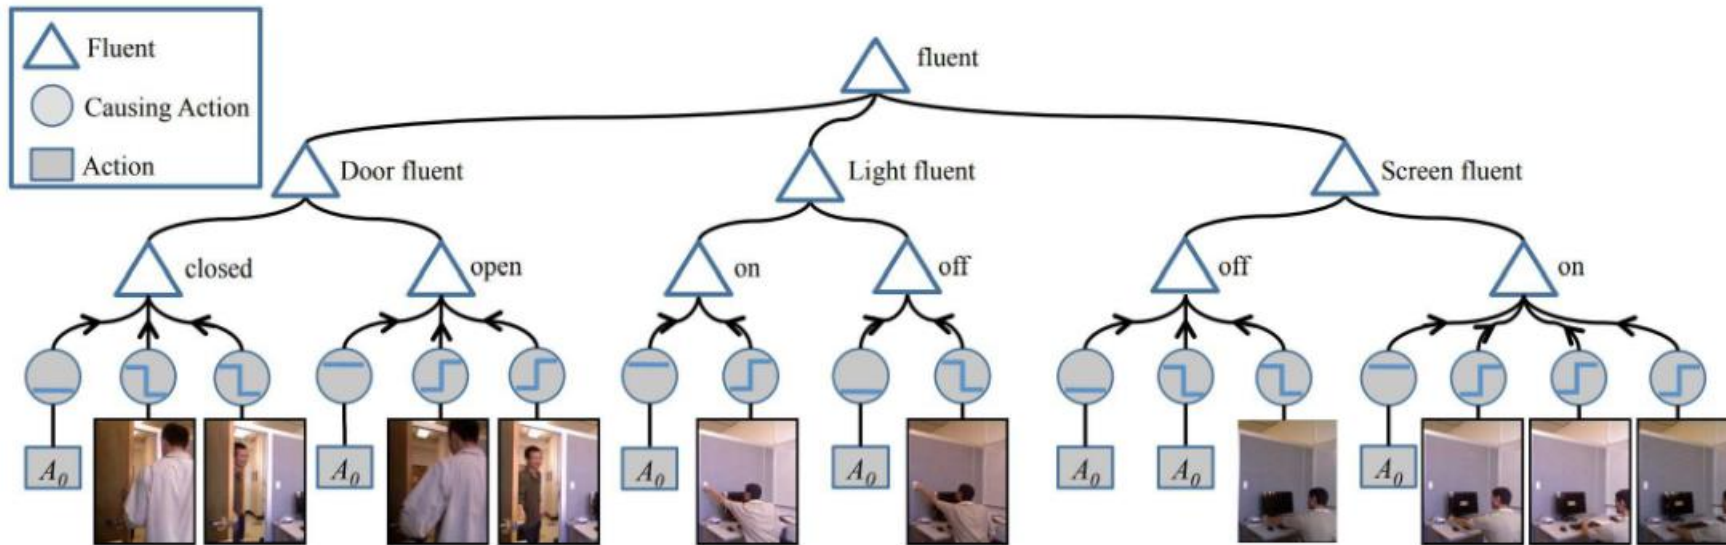 Fluent
Causing Action
Action
fluent
Door fluent
Light fluent
Screen fluent
closed
open
on
off
off
on
A₀
A₀
A₀
A₀
A₀
A₀
A₀